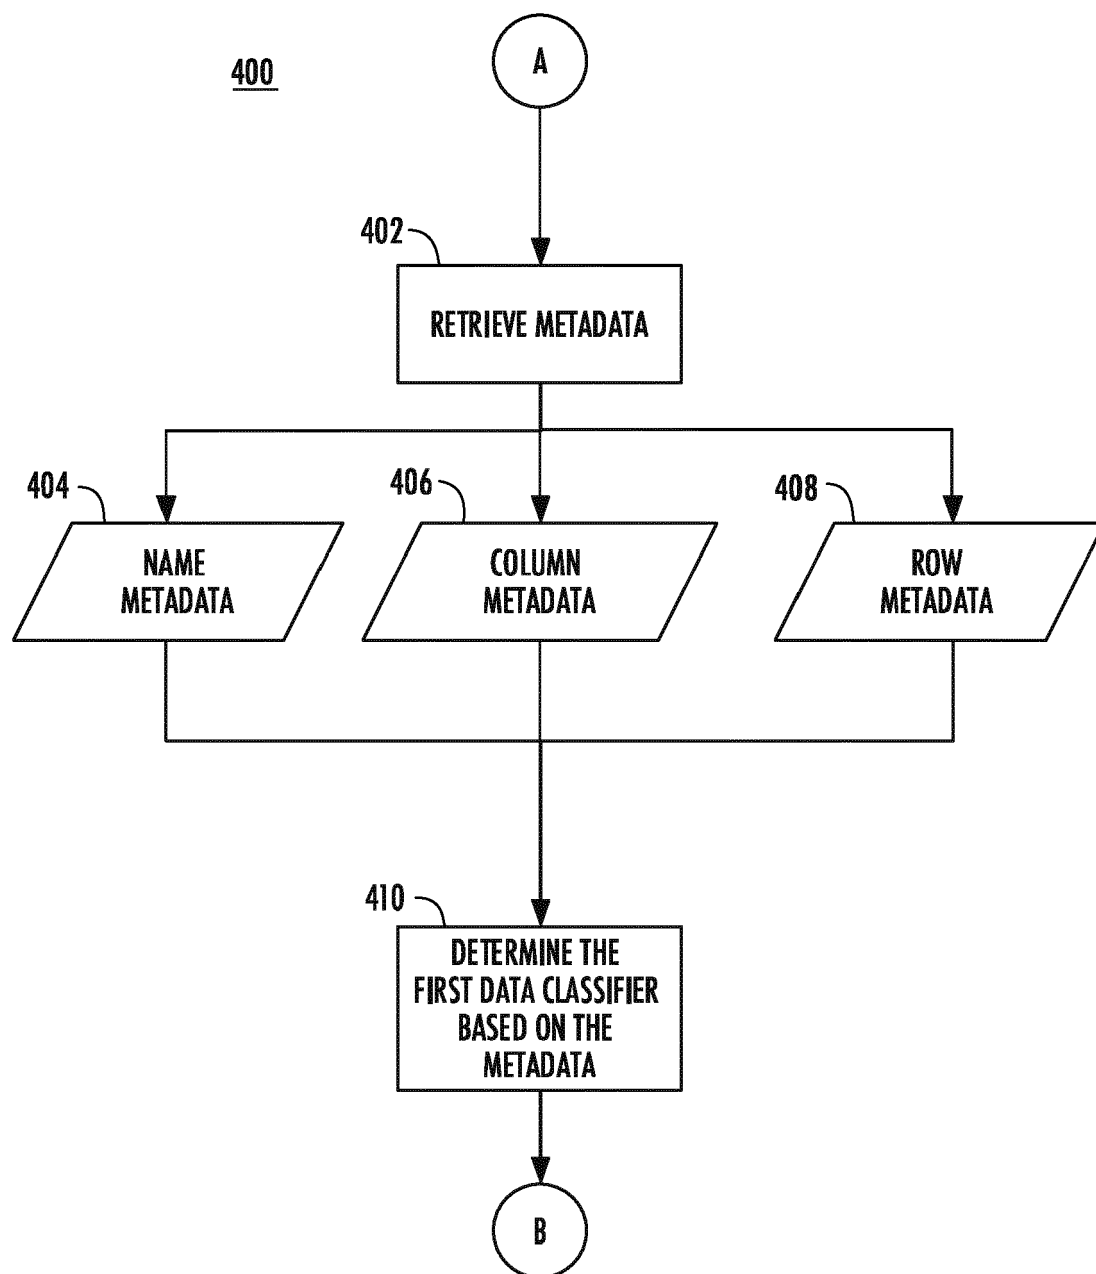 400
A
402
RETRIEVE METADATA
404
406
408
NAME
METADATA
COLUMN
METADATA
ROW
METADATA
410
DETERMINE THE
FIRST DATA CLASSIFIER
BASED ON THE
METADATA
B